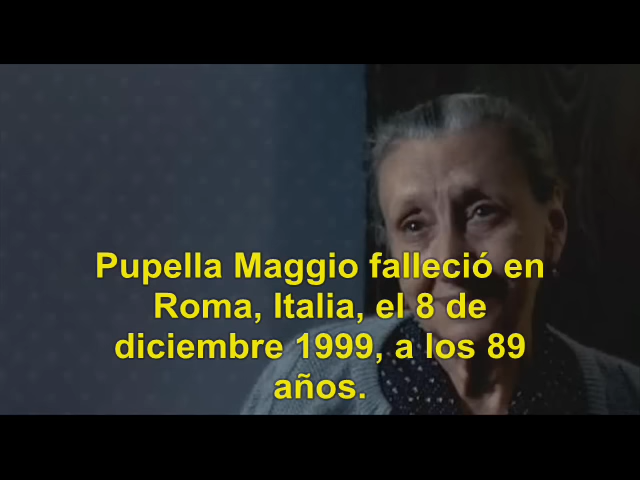 Pupella Maggio falleció en
Roma, Italia, el 8 de
diciembre 1999, a los 89
años.